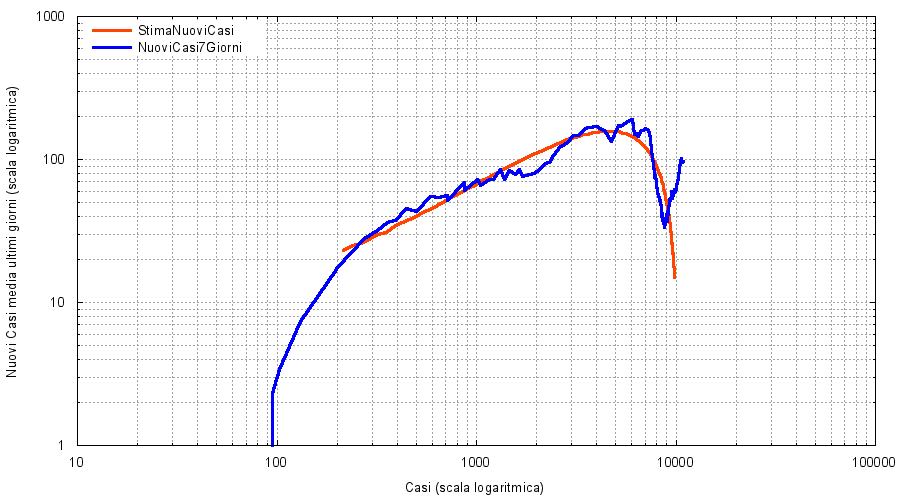 1000
100
10
1
10
100
1000
10000
100000
StimaNuoviCasi
NuoviCasi7Giorni
Nuovi Casi media ultimi giorni (scala logaritmica)
Casi (scala logaritmica)